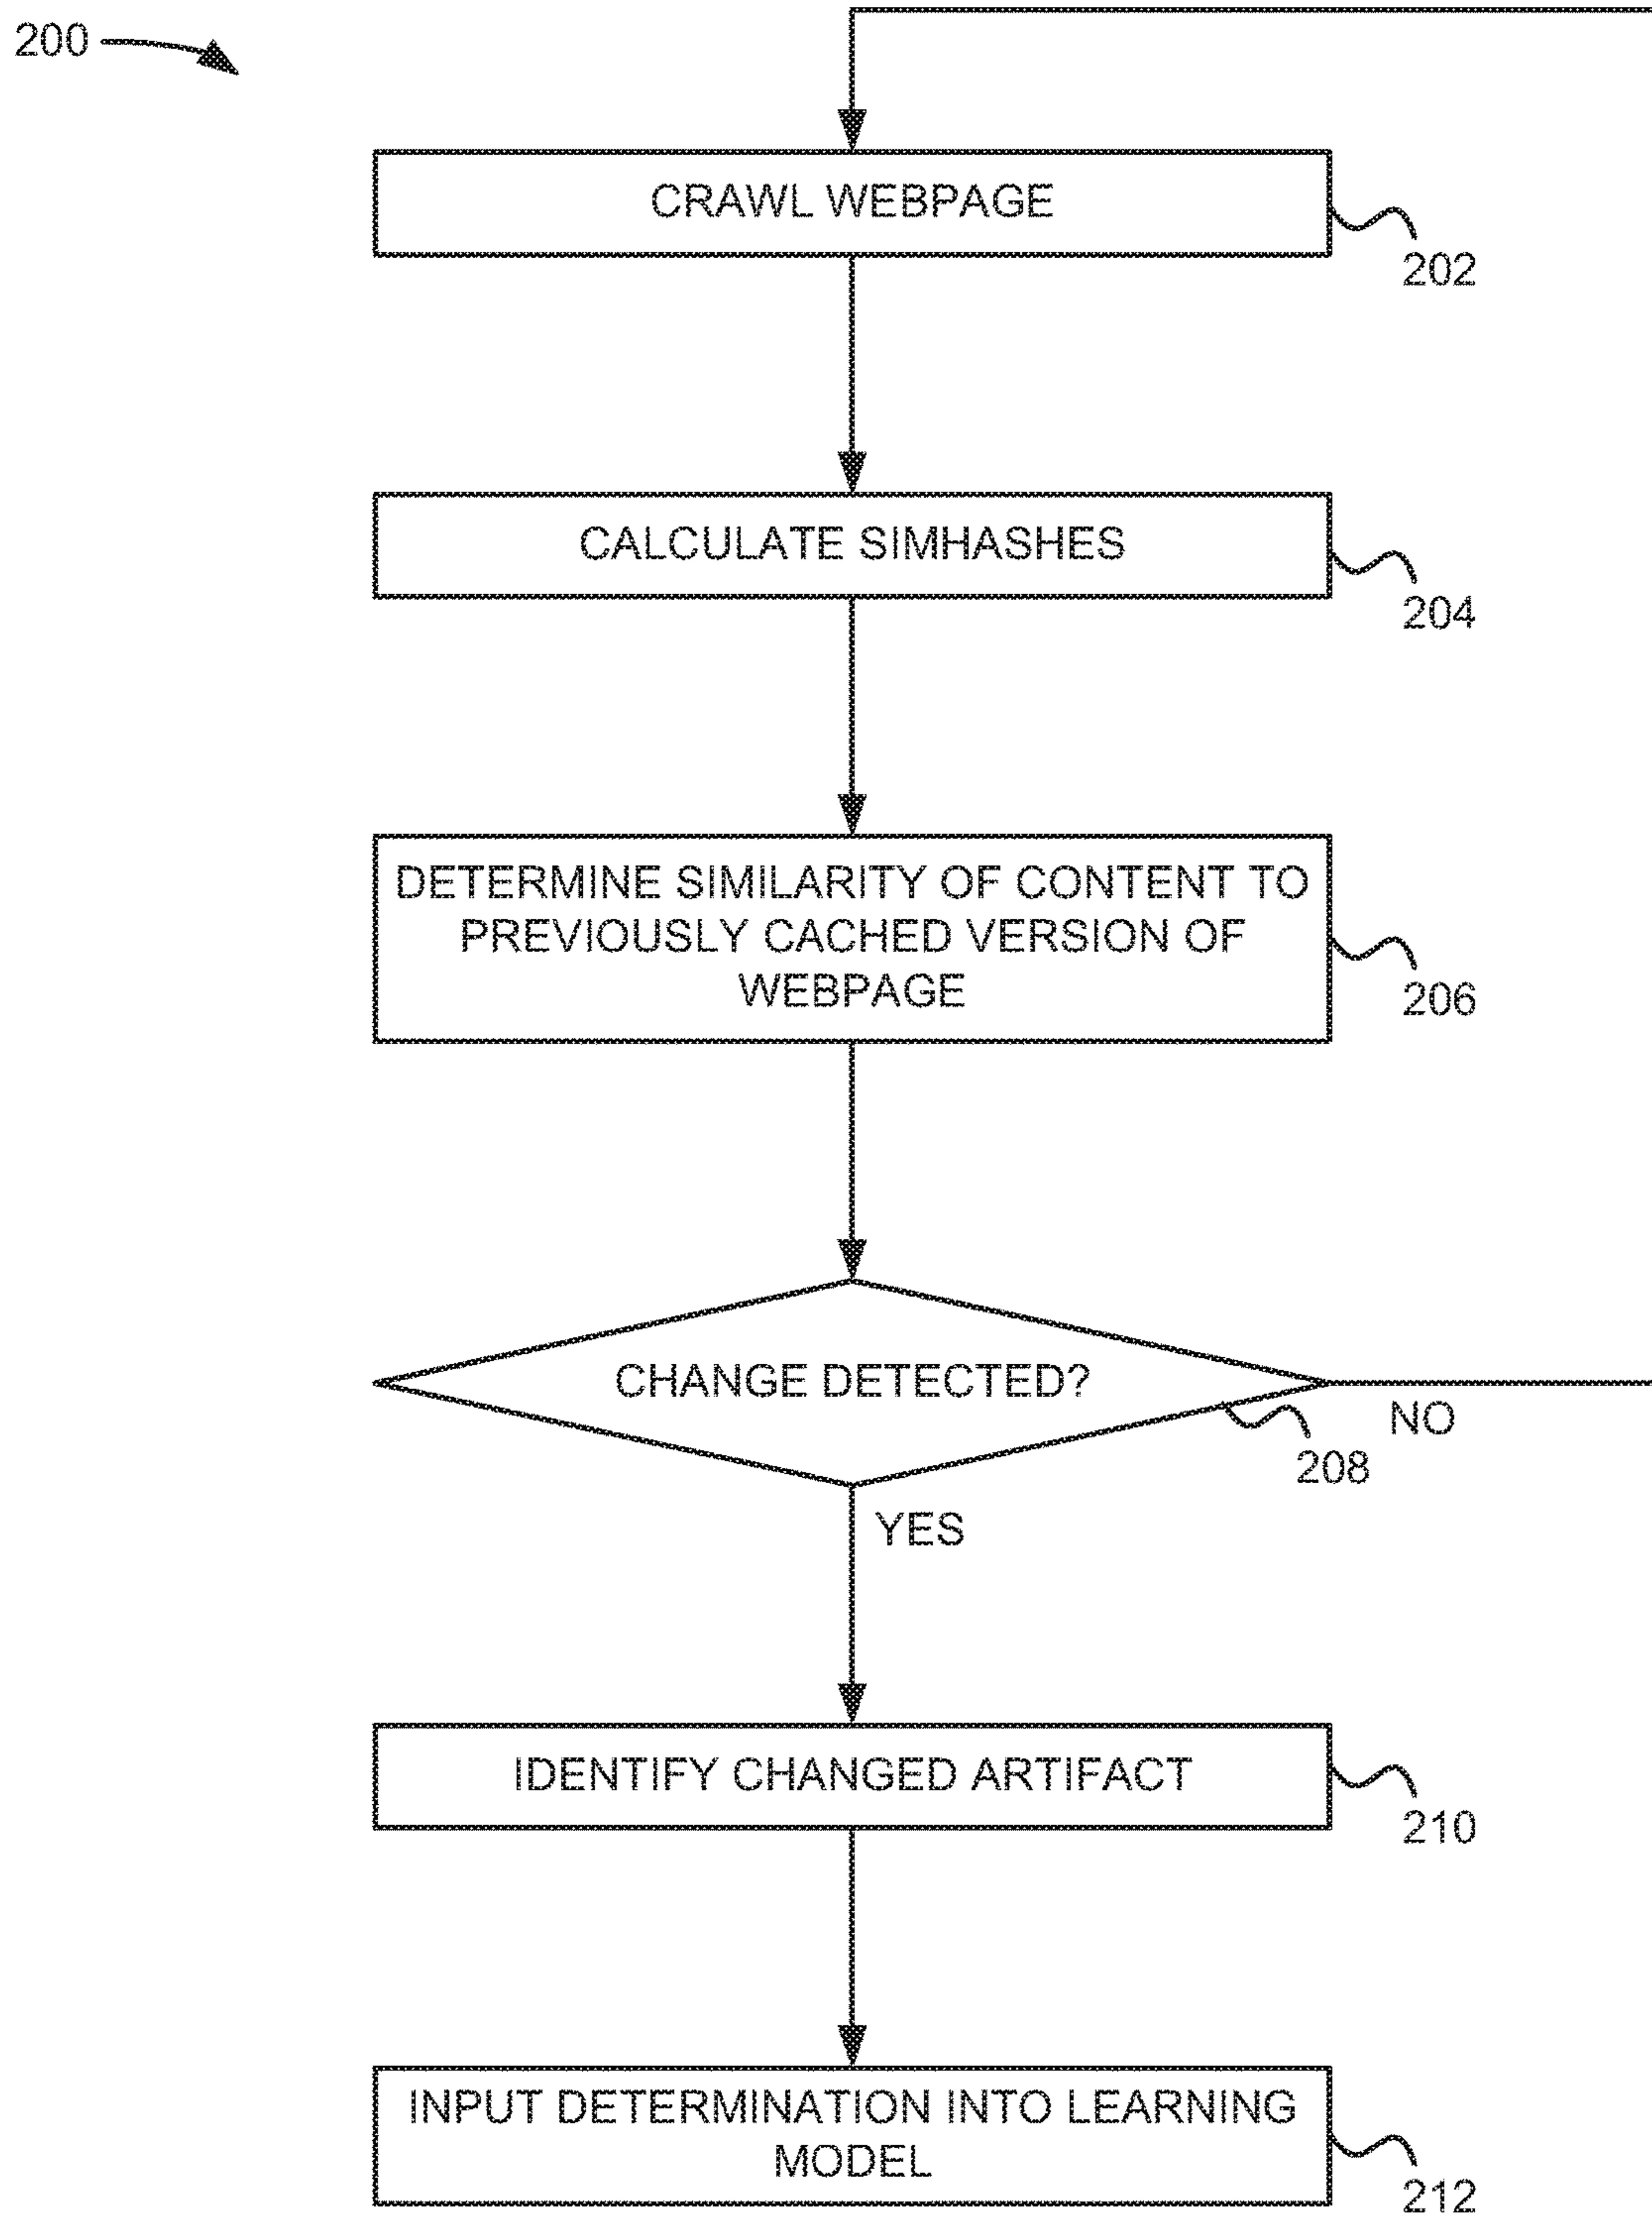 200
CRAWL WEBPAGE
202
CALCULATE SIMHASHES
204
DETERMINE SIMILARITY OF CONTENT TO
PREVIOUSLY CACHED VERSION OF
WEBPAGE
206
CHANGE DETECTED?
NO
208
YES
IDENTIFY CHANGED ARTIFACT
210
INPUT DETERMINATION INTO LEARNING
MODEL
212